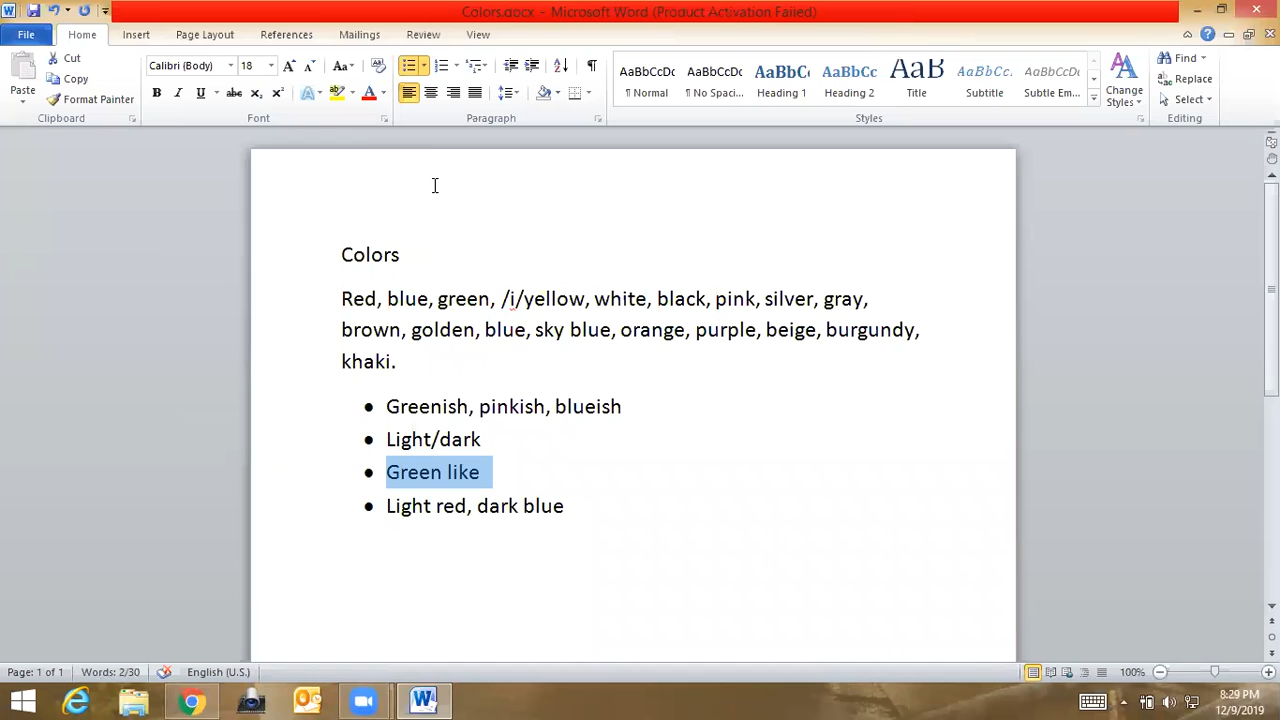 Colors.docx - Microsoft Word (Product Activation Failed)
File Home Insert Page Layout References Mailings Review View
Paste
Cut
Copy
Format Painter
Clipboard
Calibri (Body) 18
Font
Paragraph
AaBbCcDc AaBbCcDc AaBbCc AaBbCc AaB AaBbCc. AaBbCcDc
¶ Normal ¶ No Spaci... Heading 1 Heading 2 Title Subtitle Subtle Em...
Change Styles
Styles
Find
Replace
Select
Editing
Colors
Red, blue, green, /i/yellow, white, black, pink, silver, gray,
brown, golden, blue, sky blue, orange, purple, beige, burgundy,
khaki.
• Greenish, pinkish, blueish
• Light/dark
• Green like
• Light red, dark blue
Page: 1 of 1 Words: 2/30 English (U.S.) 100%
8:29 PM
12/9/2019